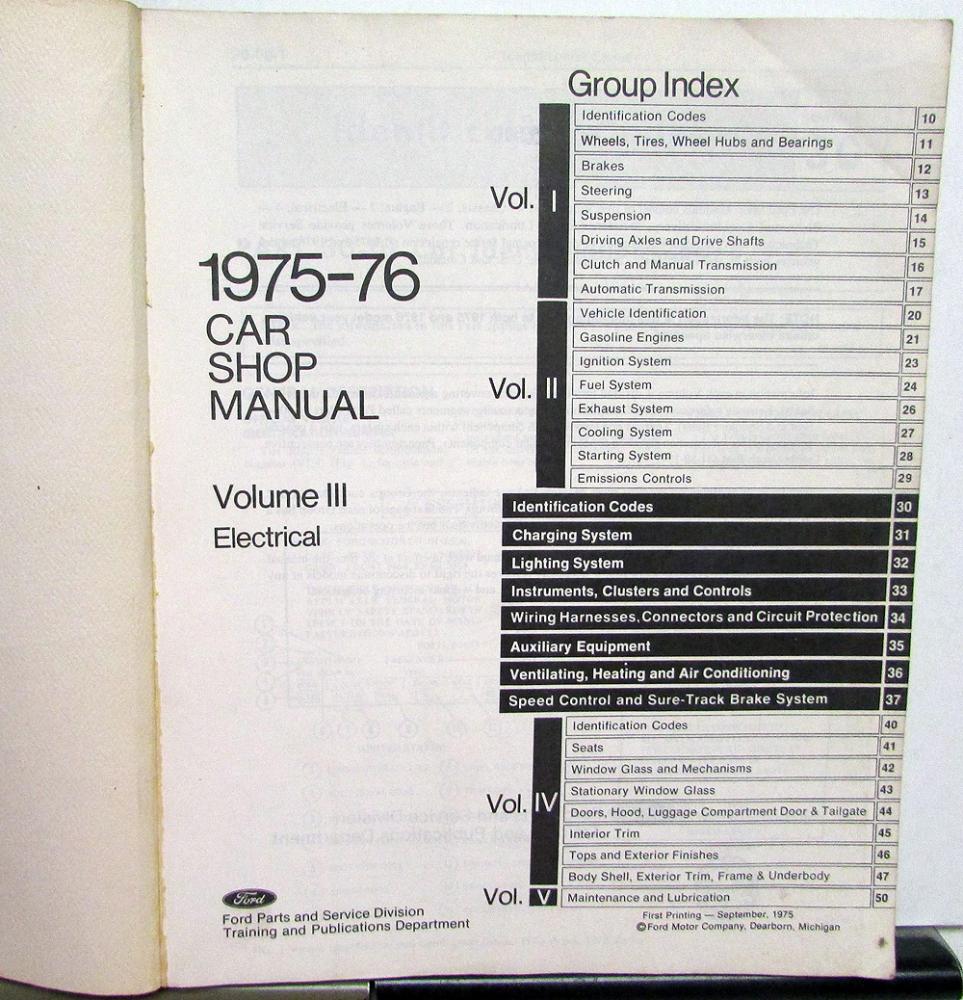 Group Index
Vol. I
Identification Codes 10
Wheels, Tires, Wheel Hubs and Bearings 11
Brakes 12
Steering 13
Suspension 14
Driving Axles and Drive Shafts 15
Clutch and Manual Transmission 16
Automatic Transmission 17
Vol. II
Vehicle Identification 20
Gasoline Engines 21
Ignition System 23
Fuel System 24
Exhaust System 26
Cooling System 27
Starting System 28
Emissions Controls 29
1975-76
CAR
SHOP
MANUAL
Volume III
Electrical
Identification Codes 30
Charging System 31
Lighting System 32
Instruments, Clusters and Controls 33
Wiring Harnesses, Connectors and Circuit Protection 34
Auxiliary Equipment 35
Ventilating, Heating and Air Conditioning 36
Speed Control and Sure-Track Brake System 37
Vol. IV
Identification Codes 40
Seats 41
Window Glass and Mechanisms 42
Stationary Window Glass 43
Doors, Hood, Luggage Compartment Door & Tailgate 44
Interior Trim 45
Tops and Exterior Finishes 46
Body Shell, Exterior Trim, Frame & Underbody 47
Vol. V
Maintenance and Lubrication 50
Ford
Ford Parts and Service Division
Training and Publications Department
First Printing — September, 1975
©Ford Motor Company, Dearborn, Michigan